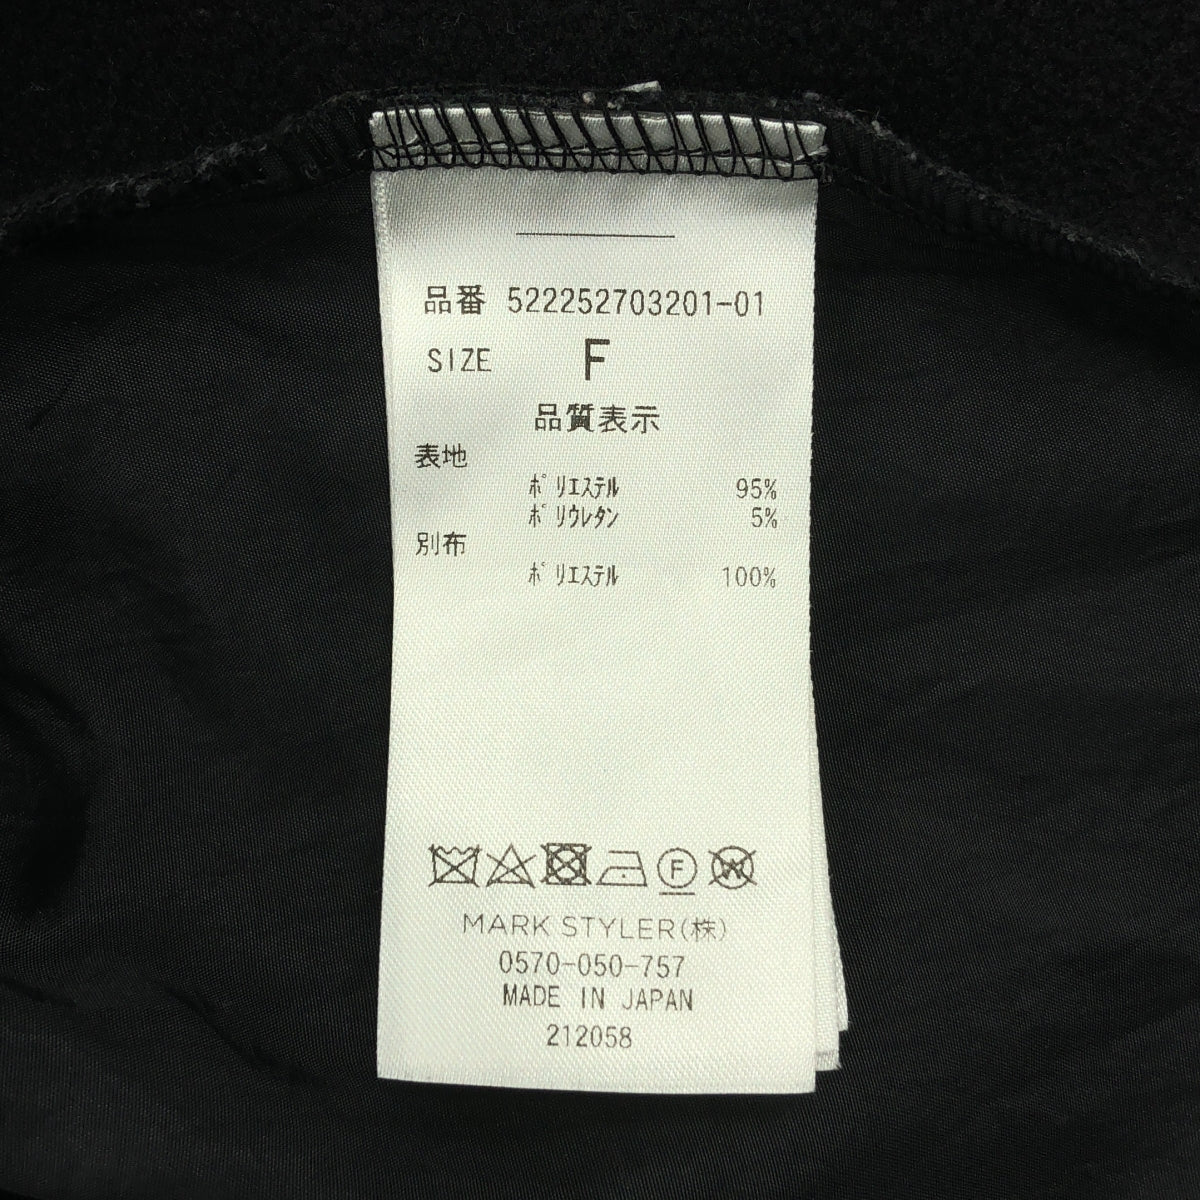 品番 522252703201-01
SIZE F
品質表示
表地
ﾎﾟﾘｴｽﾃﾙ 95%
ﾎﾟﾘｳﾚﾀﾝ 5%
別布
ﾎﾟﾘｴｽﾃﾙ 100%
F W
MARK STYLER(株)
0570-050-757
MADE IN JAPAN
212058